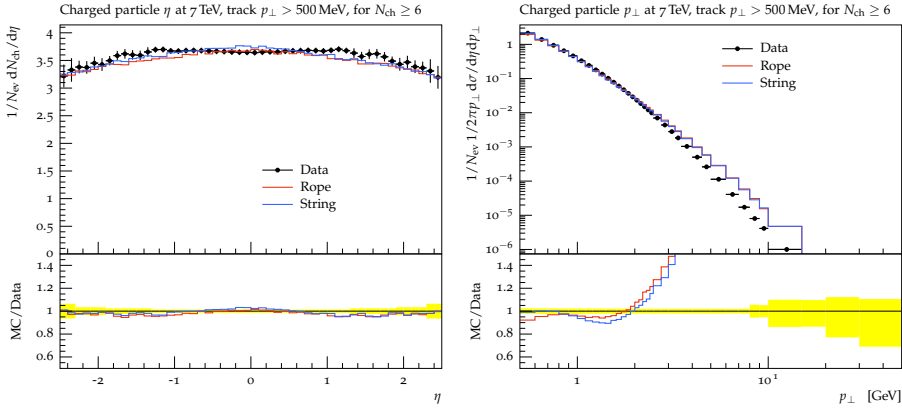 Charged particle η at 7 TeV, track p⊥ > 500 MeV, for Nch ≥ 6
1/Nev dNch/dη
4
3.5
3
2.5
2
1.5
1
0.5
0
Data
Rope
String
MC/Data
1.4
1.2
1
0.8
0.6
-2
-1
0
1
2
η
Charged particle p⊥ at 7 TeV, track p⊥ > 500 MeV, for Nch ≥ 6
1/Nev 1/2πp⊥ dσ/dηdp⊥
1
10⁻¹
10⁻²
10⁻³
10⁻⁴
10⁻⁵
10⁻⁶
Data
Rope
String
MC/Data
1.4
1.2
1
0.8
0.6
1
10¹
p⊥ [GeV]